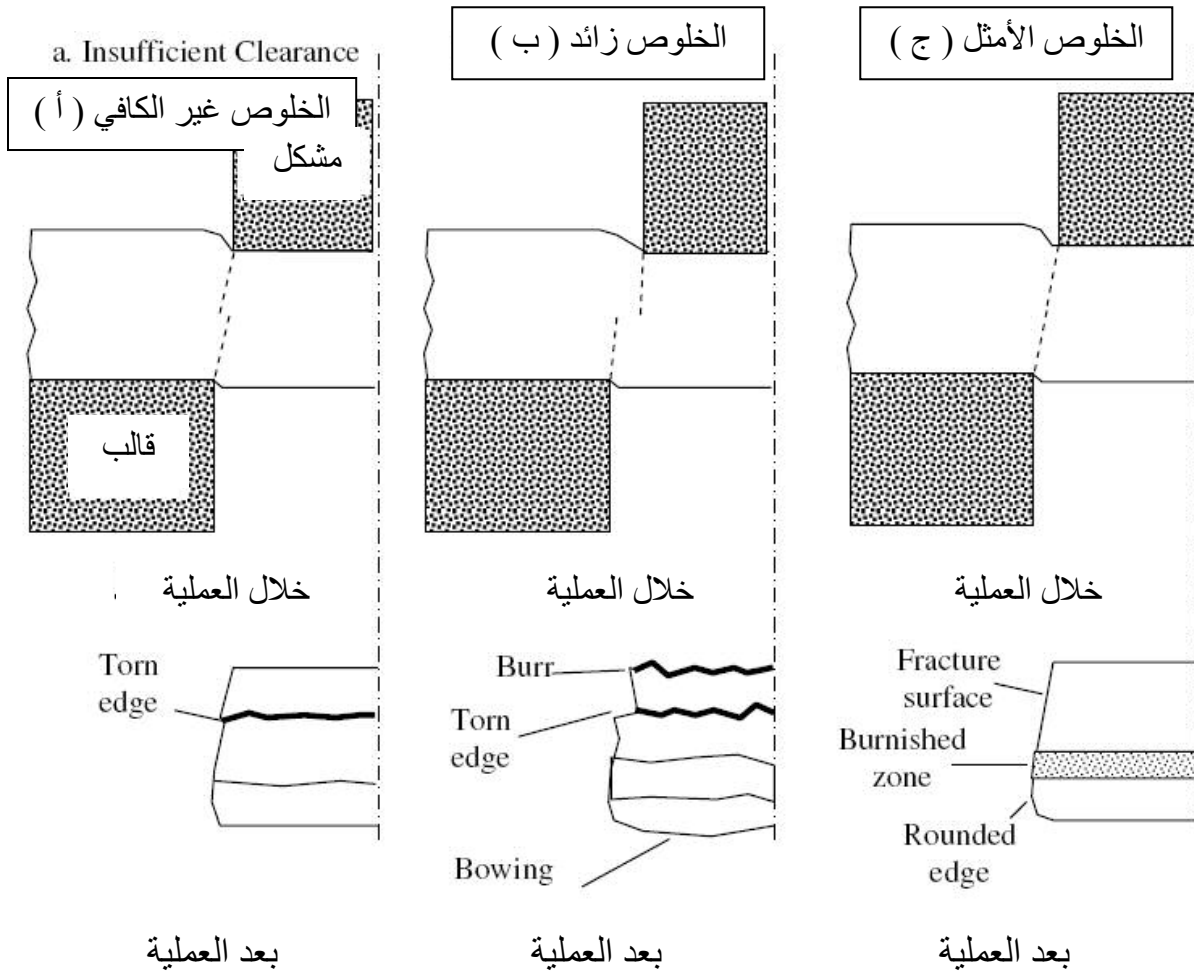 a. Insufficient Clearance
الخلوص غير الكافي ( أ )
مشكل
قالب
خلال العملية
Torn
edge
بعد العملية
الخلوص زائد ( ب )
خلال العملية
Burr
Torn
edge
Bowing
بعد العملية
الخلوص الأمثل ( ج )
خلال العملية
Fracture
surface
Burnished
zone
Rounded
edge
بعد العملية